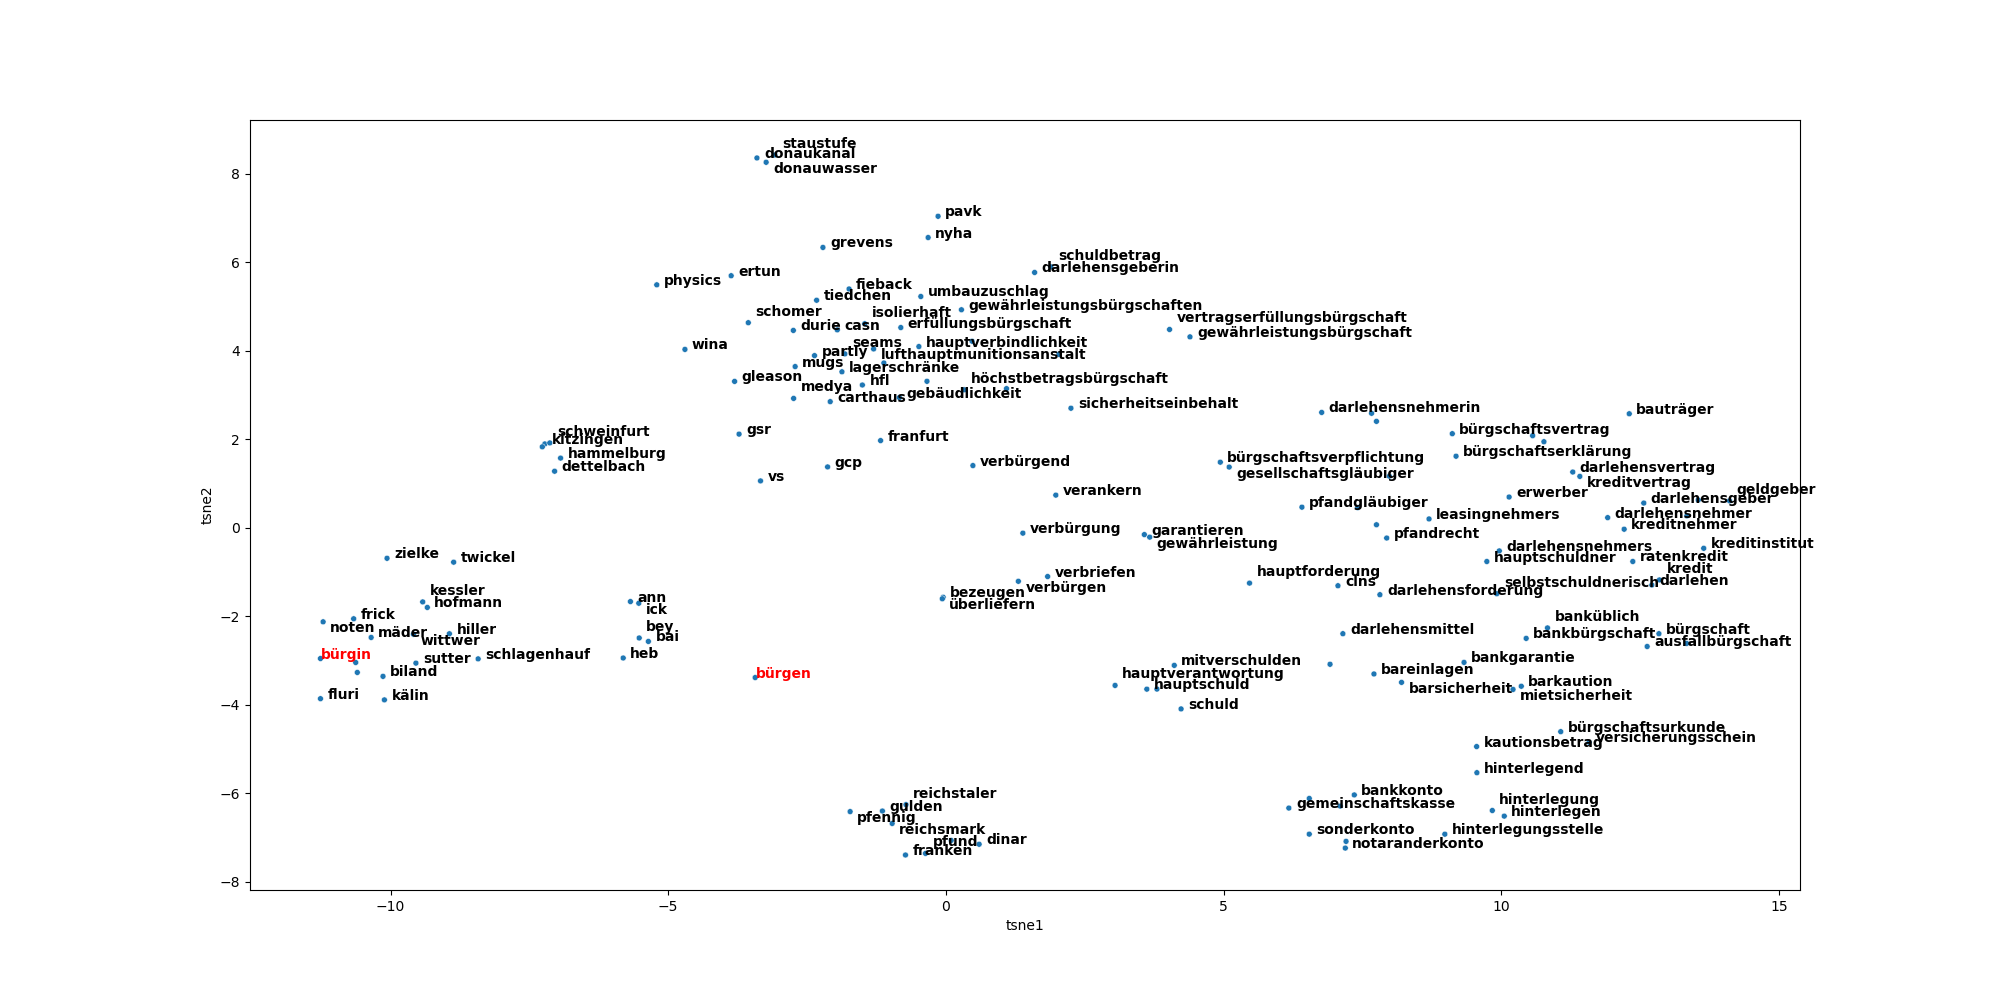 staustufe
donaukanal
donauwasser
8
pavk
nyha
grevens
schuldbetrag
darlehensgeberin
6
ertun
physics
fieback
tiedchen
umbauzuschlag
gewährleistungsbürgschaften
schomer
isolierhaft
vertragserfüllungsbürgschaft
durie casn
erfüllungsbürgschaft
gewährleistungsbürgschaft
wina
seams
hauptverbindlichkeit
4
partly
lufthauptmunitionsanstalt
mugs
lagerschränke
gleason
hfl
höchstbetragsbürgschaft
medya
carthaus
gebäudlichkeit
sicherheitseinbehalt
darlehensnehmerin
bauträger
schweinfurt
gsr
bürgschaftsvertrag
kitzingen
franfurt
2
hammelburg
bürgschaftserklärung
dettelbach
gcp
verbürgend
bürgschaftsverpflichtung
gesellschaftsgläubiger
darlehensvertrag
vs
kreditvertrag
verankern
erwerber
geldgeber
darlehensgeber
pfandgläubiger
leasingnehmers
darlehensnehmer
tsne2
0
verbürgung
garantieren
kreditnehmer
pfandrecht
gewährleistung
darlehensnehmers
kreditinstitut
zielke
twickel
hauptschuldner
ratenkredit
verbriefen
hauptforderung
kredit
verbürgen
clns
selbstschuldnerisch
darlehen
kessler
bezeugen
darlehensforderung
hofmann
ann
überliefern
ick
−2
frick
banküblich
noten
mäder
hiller
bey
darlehensmittel
bankbürgschaft
bürgschaft
wittwer
bai
ausfallbürgschaft
bürgin
sutter
schlagenhauf
heb
mitverschulden
bankgarantie
biland
bürgen
hauptverantwortung
bareinlagen
hauptschuld
barsicherheit
barkaution
fluri
kälin
mietsicherheit
−4
schuld
bürgschaftsurkunde
kautionsbetrag
versicherungsschein
hinterlegend
−6
reichstaler
bankkonto
gulden
gemeinschaftskasse
hinterlegung
pfennig
hinterlegen
reichsmark
sonderkonto
hinterlegungsstelle
pfund
dinar
notaranderkonto
franken
−8
−10
−5
0
5
10
15
tsne1